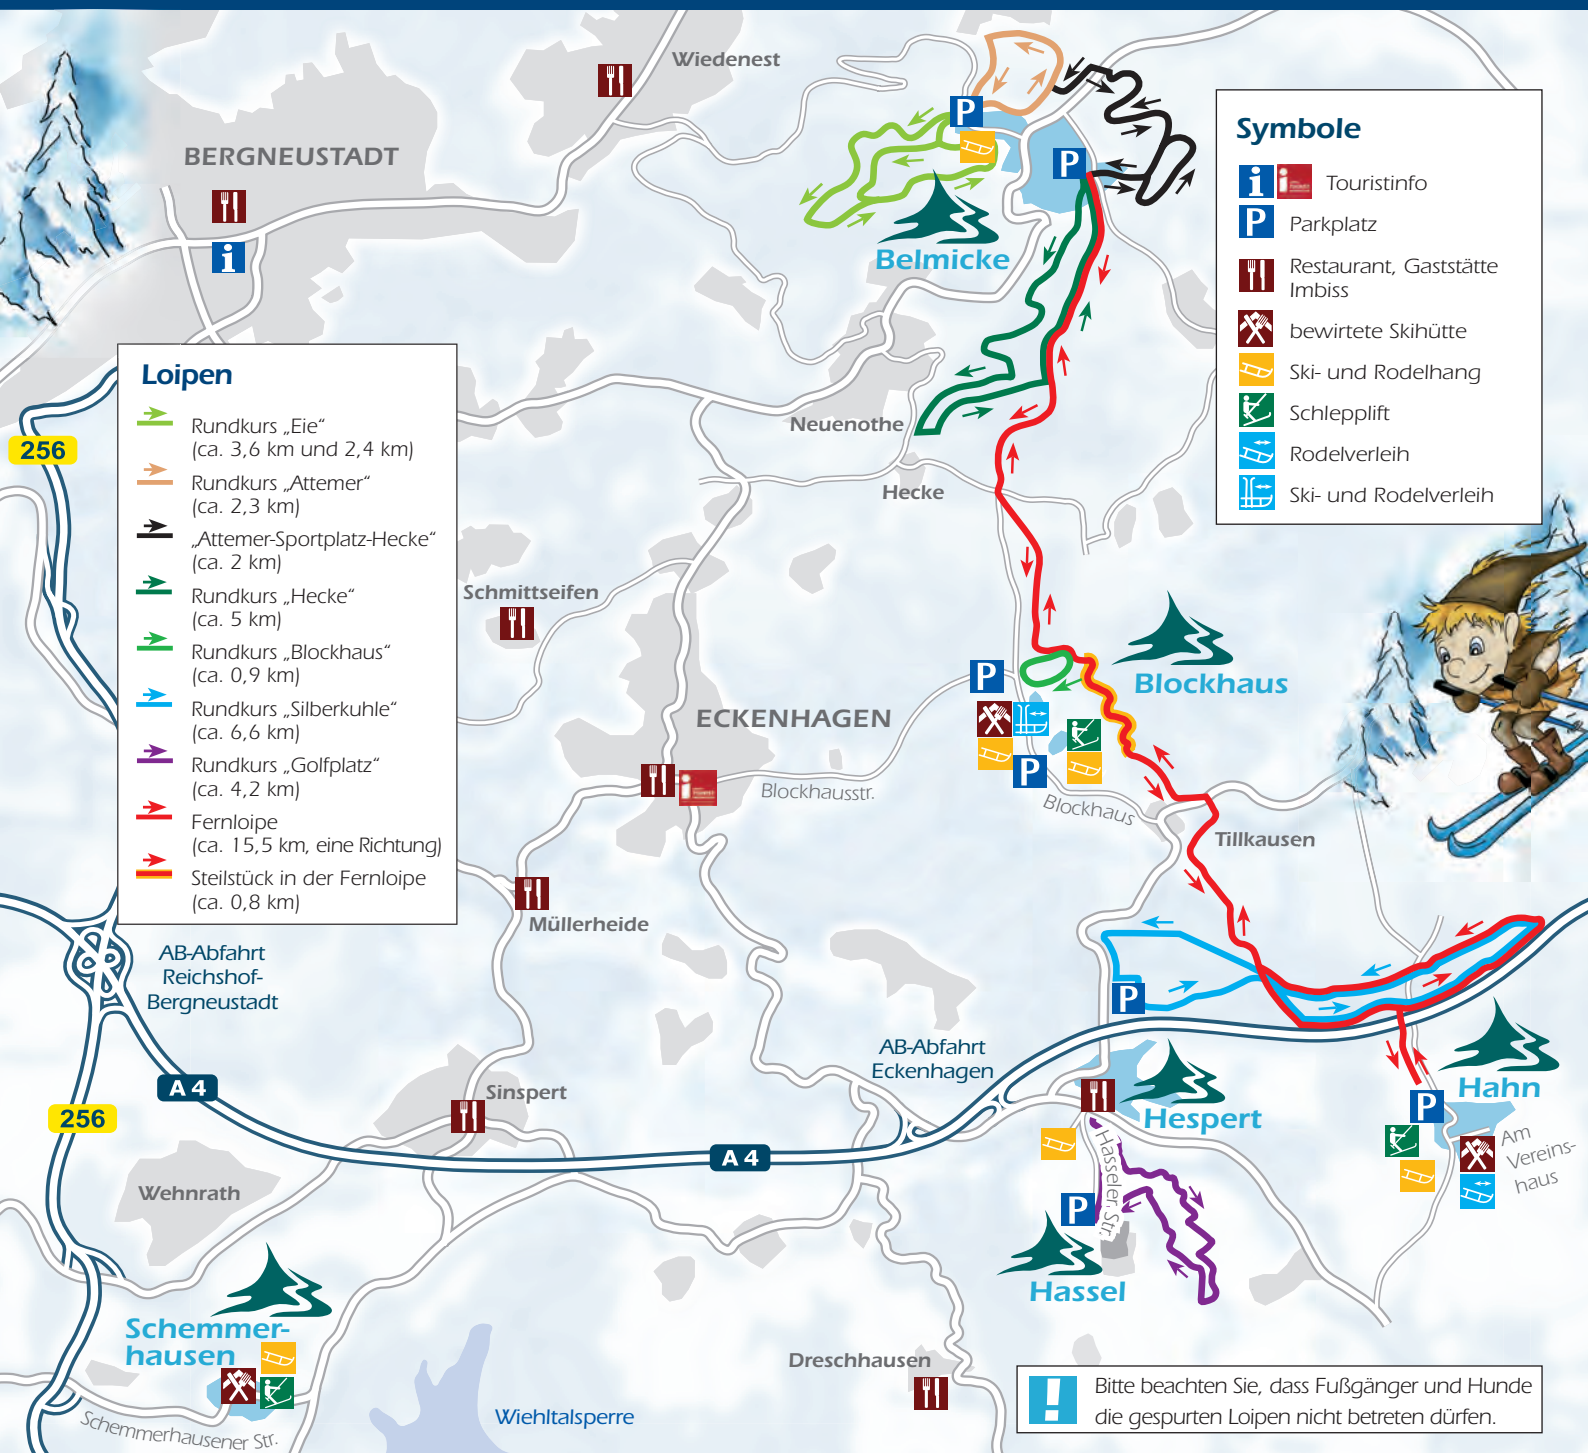 Wiedenest
BERGNEUSTADT
P
P
Belmicke
Symbole
i i Touristinfo
P Parkplatz
Restaurant, Gaststätte
Imbiss
bewirtete Skihütte
Ski- und Rodelhang
Schlepplift
Rodelverleih
Ski- und Rodelverleih
i
Loipen
Rundkurs „Eie“
(ca. 3,6 km und 2,4 km)
Rundkurs „Attemer“
(ca. 2,3 km)
„Attemer-Sportplatz-Hecke“
(ca. 2 km)
Rundkurs „Hecke“
(ca. 5 km)
Rundkurs „Blockhaus“
(ca. 0,9 km)
Rundkurs „Silberkuhle“
(ca. 6,6 km)
Rundkurs „Golfplatz“
(ca. 4,2 km)
Fernloipe
(ca. 15,5 km, eine Richtung)
Steilstück in der Fernloipe
(ca. 0,8 km)
256
Neuenothe
Hecke
Schmittseifen
P
Blockhaus
ECKENHAGEN
i
P
Blockhausstr.
Blockhaus
Tillkausen
Müllerheide
AB-Abfahrt
Reichshof-
Bergneustadt
P
AB-Abfahrt
Eckenhagen
A 4
256
Sinspert
Hespert
Hahn
P
Am
Vereins-
haus
A 4
Hasseler Str.
P
Wehnrath
Hassel
Schemmer-
hausen
Schemmerhausener Str.
Wiehltalsperre
Dreschhausen
! Bitte beachten Sie, dass Fußgänger und Hunde
die gespurten Loipen nicht betreten dürfen.